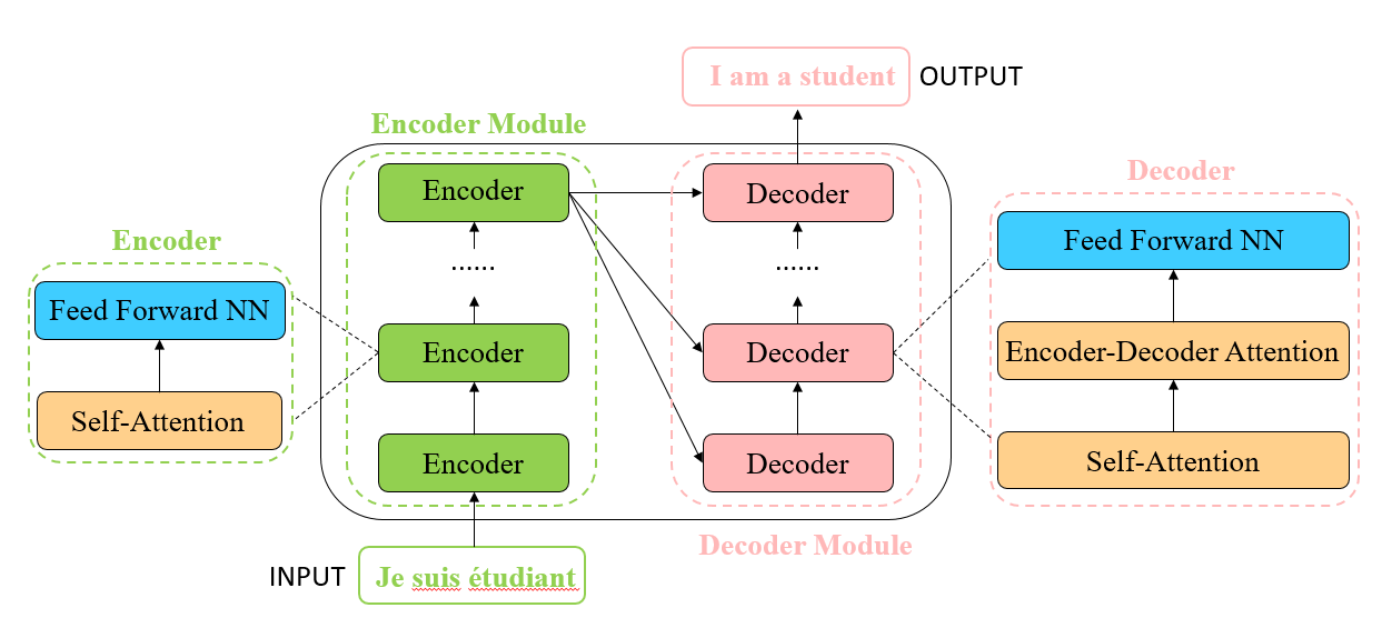 I am a student
OUTPUT
Encoder Module
Encoder
Decoder
Decoder
Encoder
Feed Forward NN
......
......
Feed Forward NN
Encoder
Decoder
Encoder-Decoder Attention
Self-Attention
Encoder
Decoder
Self-Attention
Decoder Module
INPUT
Je suis étudiant